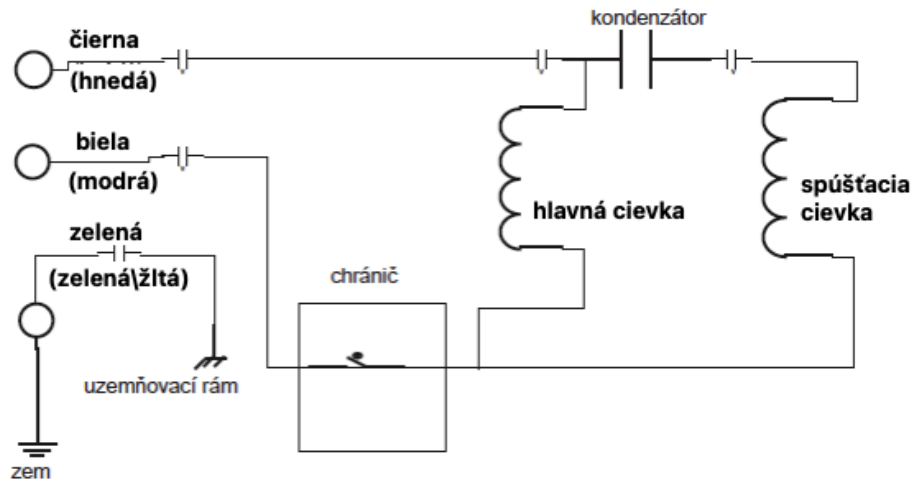 kondenzátor
čierna
(hnedá)
biela
(modrá)
hlavná cievka
spúšťacia
cievka
zelená
(zelená\žltá)
chránič
uzemňovací rám
zem